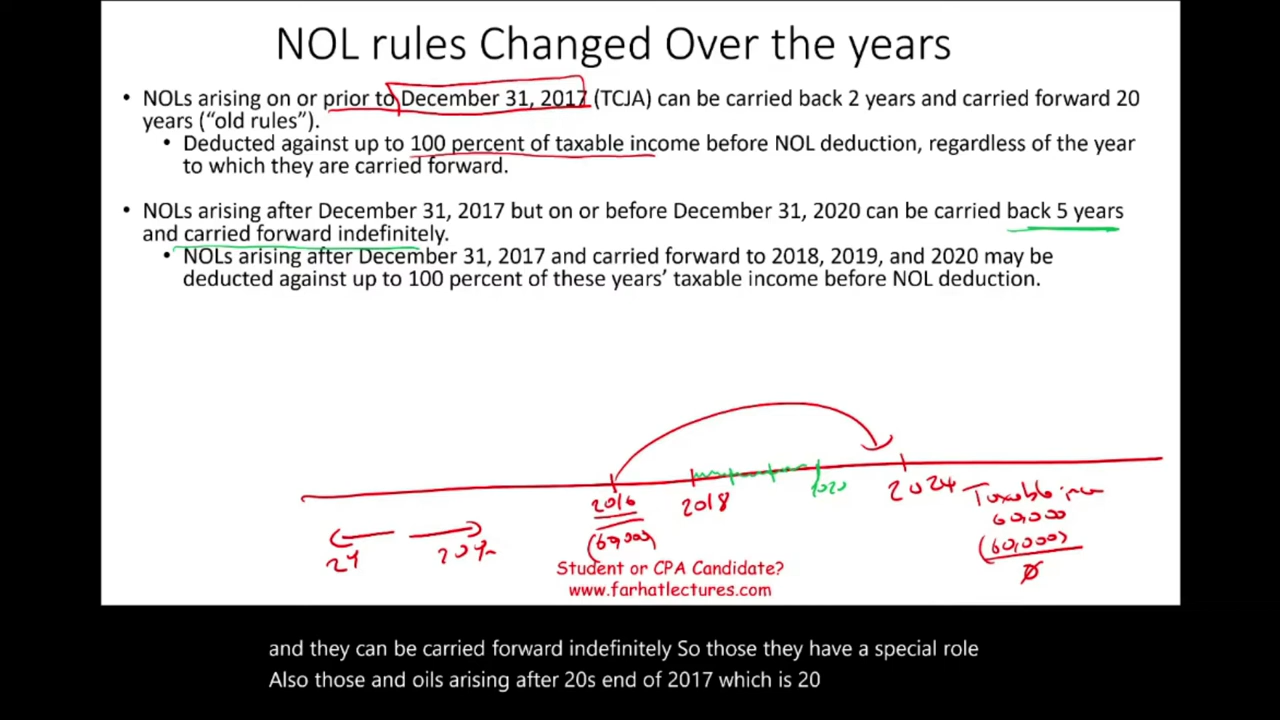 NOL rules Changed Over the years
• NOLs arising on or prior to December 31, 2017 (TCJA) can be carried back 2 years and carried forward 20
years (“old rules”).
• Deducted against up to 100 percent of taxable income before NOL deduction, regardless of the year
to which they are carried forward.
• NOLs arising after December 31, 2017 but on or before December 31, 2020 can be carried back 5 years
and carried forward indefinitely.
• NOLs arising after December 31, 2017 and carried forward to 2018, 2019, and 2020 may be
deducted against up to 100 percent of these years’ taxable income before NOL deduction.
2016
2018
2020
2024
Taxable
60,000
(60,000)
(60,000)
2y
20y
Student or CPA Candidate?
www.farhatlectures.com
and they can be carried forward indefinitely So those they have a special role
Also those and oils arising after 20s end of 2017 which is 20